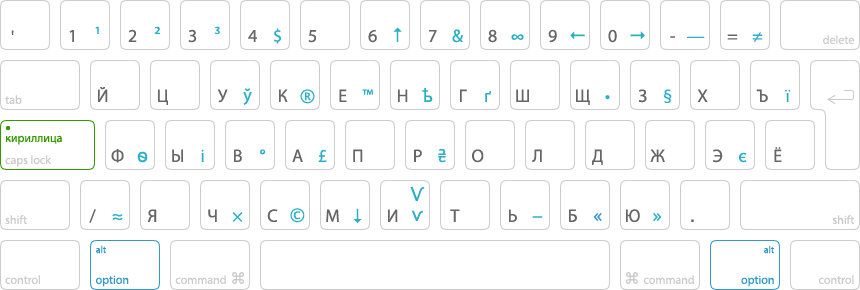 ' 1 ¹ 2 ² 3 ³ 4 $ 5 6 ↑ 7 & 8 ∞ 9 ← 0 → - — = ≠ delete
tab Й Ц У ў К ® Е ™ Н ѣ Г ґ Ш Щ • З § Х Ъ ї
кириллица
caps lock Ф ѳ Ы і В ° А £ П Р ₴ О Л Д Ж Э є Ё
shift / ≈ Я Ч × С © М ↓ И Ѵ ѵ Т Ь – Б « Ю » . shift
alt alt
control option command ⌘ ⌘ command option control